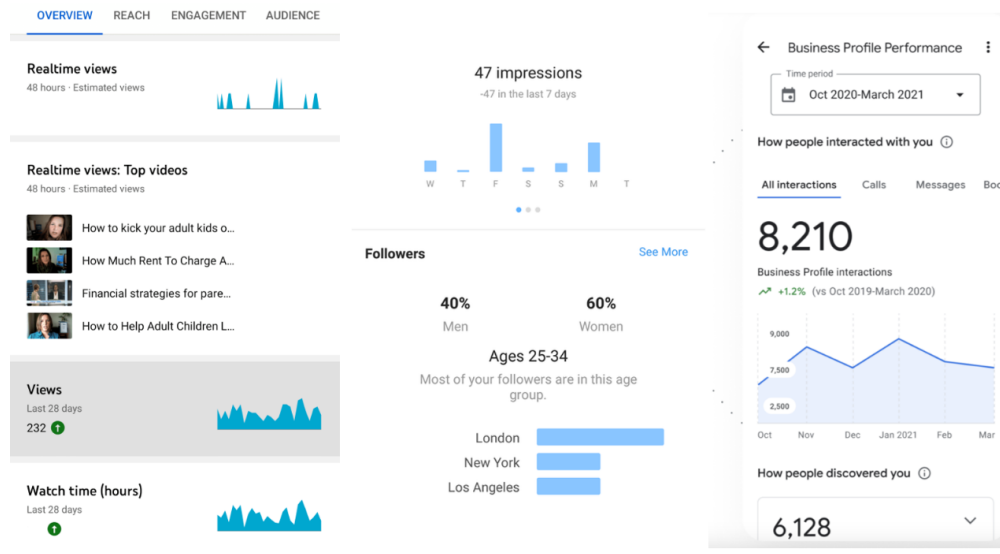 OVERVIEW REACH ENGAGEMENT AUDIENCE
Realtime views
48 hours · Estimated views
Realtime views: Top videos
48 hours · Estimated views
How to kick your adult kids o...
How Much Rent To Charge A...
Financial strategies for pare...
How to Help Adult Children L...
Views
Last 28 days
232
Watch time (hours)
Last 28 days
47 impressions
-47 in the last 7 days
W T F S S M T
Followers See More
40% 60%
Men Women
Ages 25-34
Most of your followers are in this age
group.
London
New York
Los Angeles
Business Profile Performance
Time period
Oct 2020-March 2021
How people interacted with you
All interactions Calls Messages Boo
8,210
Business Profile interactions
+1.2% (vs Oct 2019-March 2020)
9,000
7,500
2,500
Oct Nov Dec Jan 2021 Feb Mar
How people discovered you
6,128